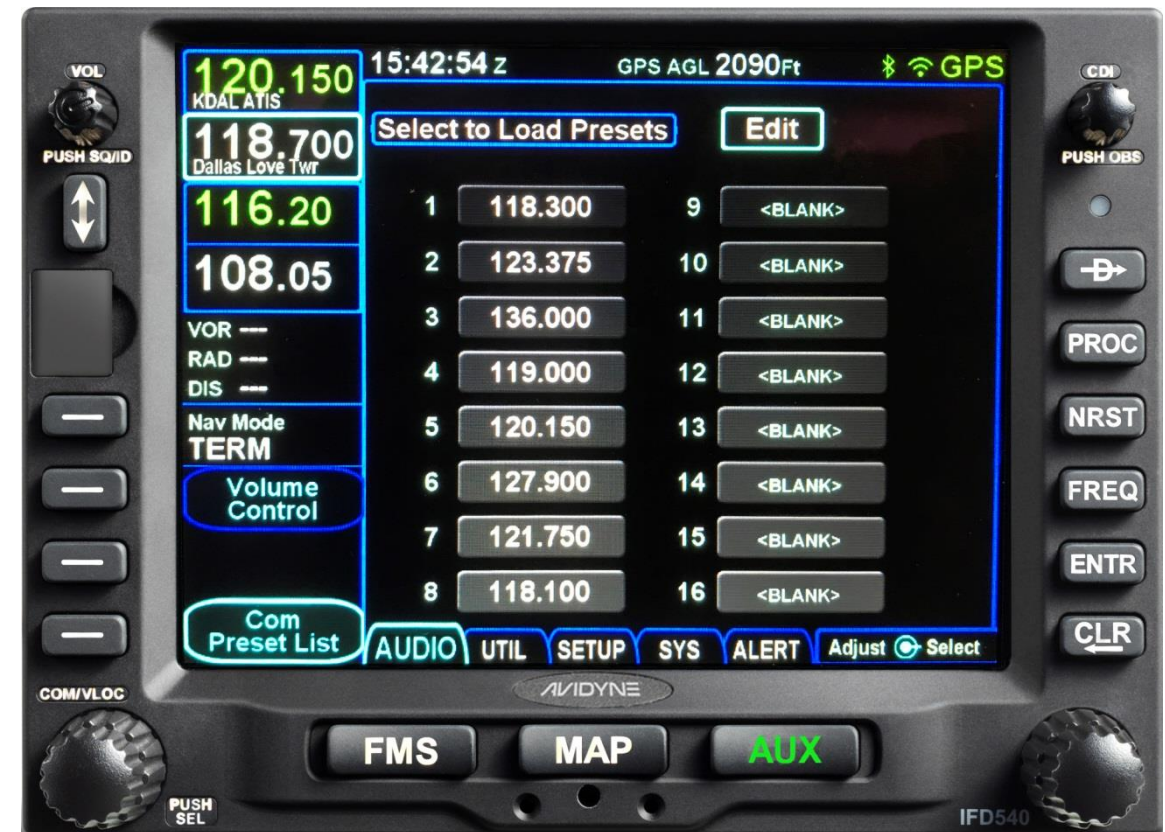 VOL
PUSH SQ/ID
120.150
KDAL ATIS
118.700
Dallas Love Twr
116.20
108.05
VOR ---
RAD ---
DIS ---
Nav Mode
TERM
Volume
Control
Com
Preset List
15:42:54 Z GPS AGL 2090Ft GPS
Select to Load Presets Edit
1 118.300 9 <BLANK>
2 123.375 10 <BLANK>
3 136.000 11 <BLANK>
4 119.000 12 <BLANK>
5 120.150 13 <BLANK>
6 127.900 14 <BLANK>
7 121.750 15 <BLANK>
8 118.100 16 <BLANK>
AUDIO UTIL SETUP SYS ALERT Adjust Select
CDI
PUSH OBS
D
PROC
NRST
FREQ
ENTR
CLR
COM/VLOC
AVIDYNE
FMS MAP AUX
PUSH
SEL
IFD540